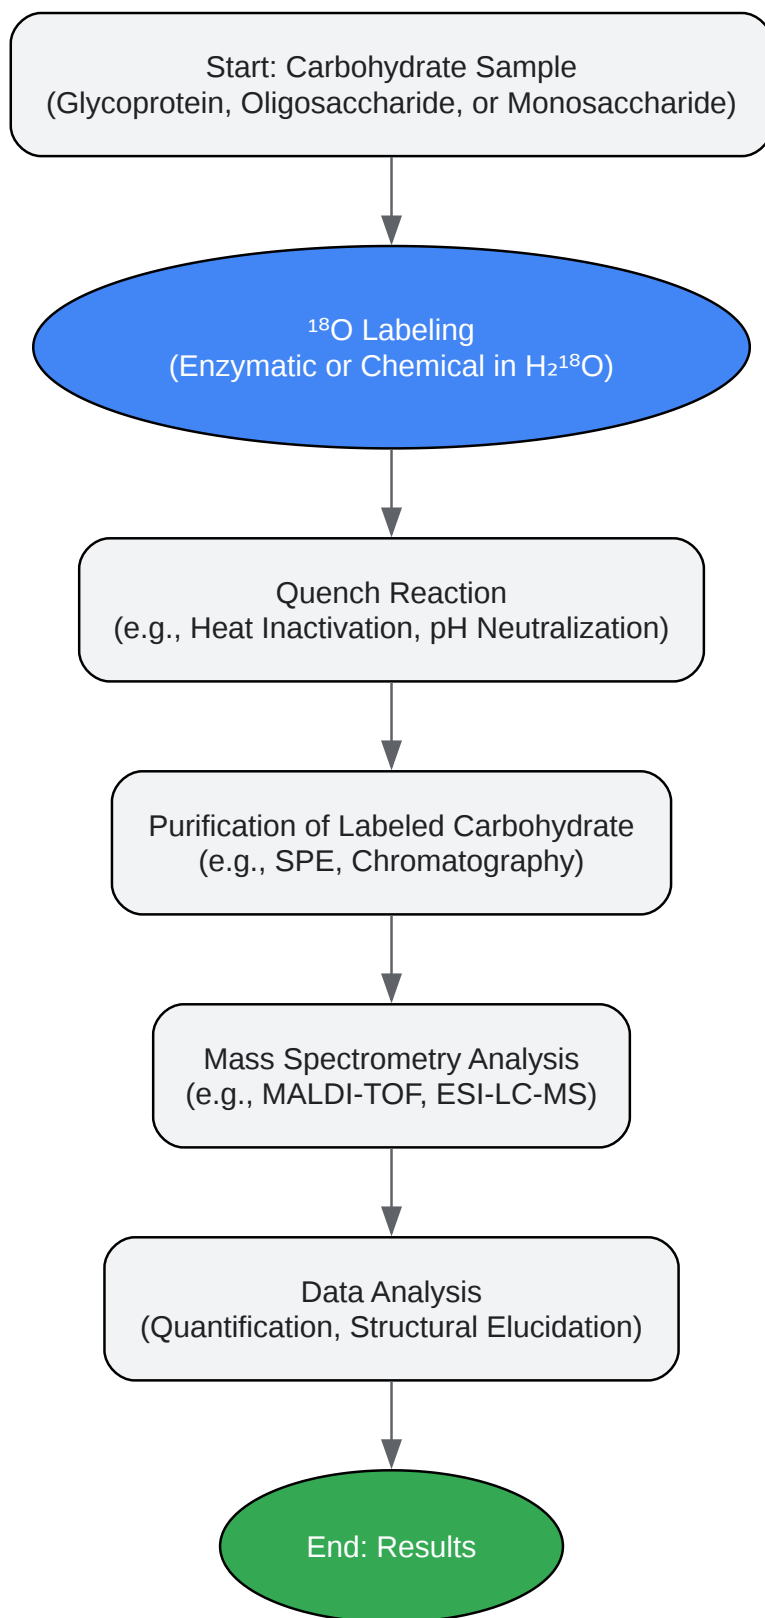 Start: Carbohydrate Sample
(Glycoprotein, Oligosaccharide, or Monosaccharide)
¹⁸O Labeling
(Enzymatic or Chemical in H₂¹⁸O)
Quench Reaction
(e.g., Heat Inactivation, pH Neutralization)
Purification of Labeled Carbohydrate
(e.g., SPE, Chromatography)
Mass Spectrometry Analysis
(e.g., MALDI-TOF, ESI-LC-MS)
Data Analysis
(Quantification, Structural Elucidation)
End: Results